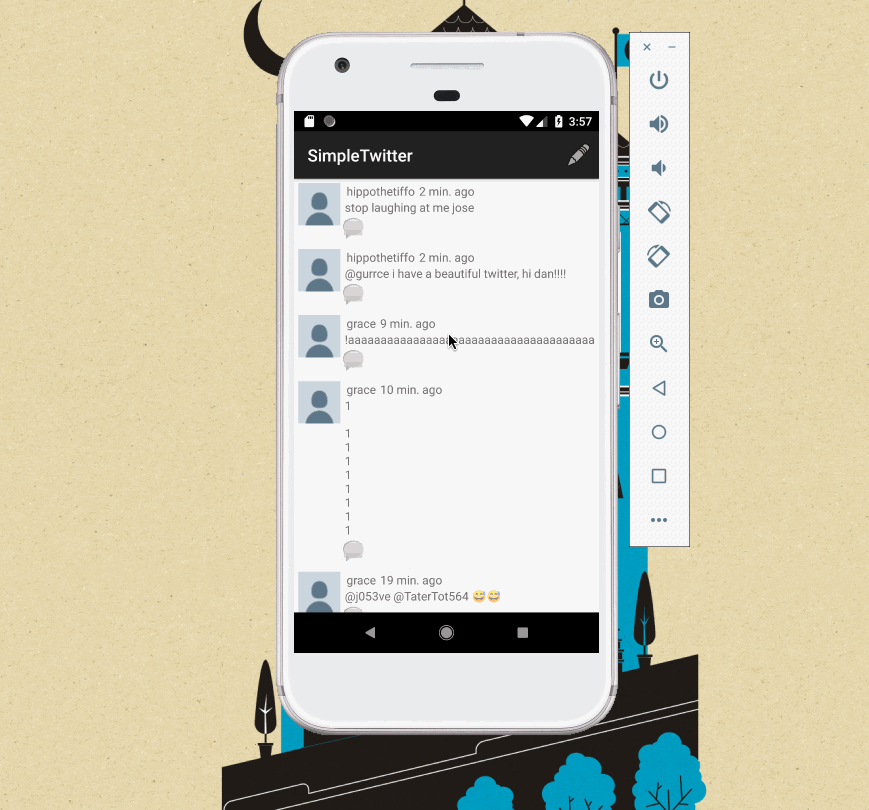 3:57
SimpleTwitter
hippothetiffo 2 min. ago
stop laughing at me jose
hippothetiffo 2 min. ago
@gurrce i have a beautiful twitter, hi dan!!!!
grace 9 min. ago
!aaaaaaaaaaaaaaaaaaaaaaaaaaaaaaaaaaaaaaa
grace 10 min. ago
1
1
1
1
1
1
1
1
1
grace 19 min. ago
@j053ve @TaterTot564 😅😅